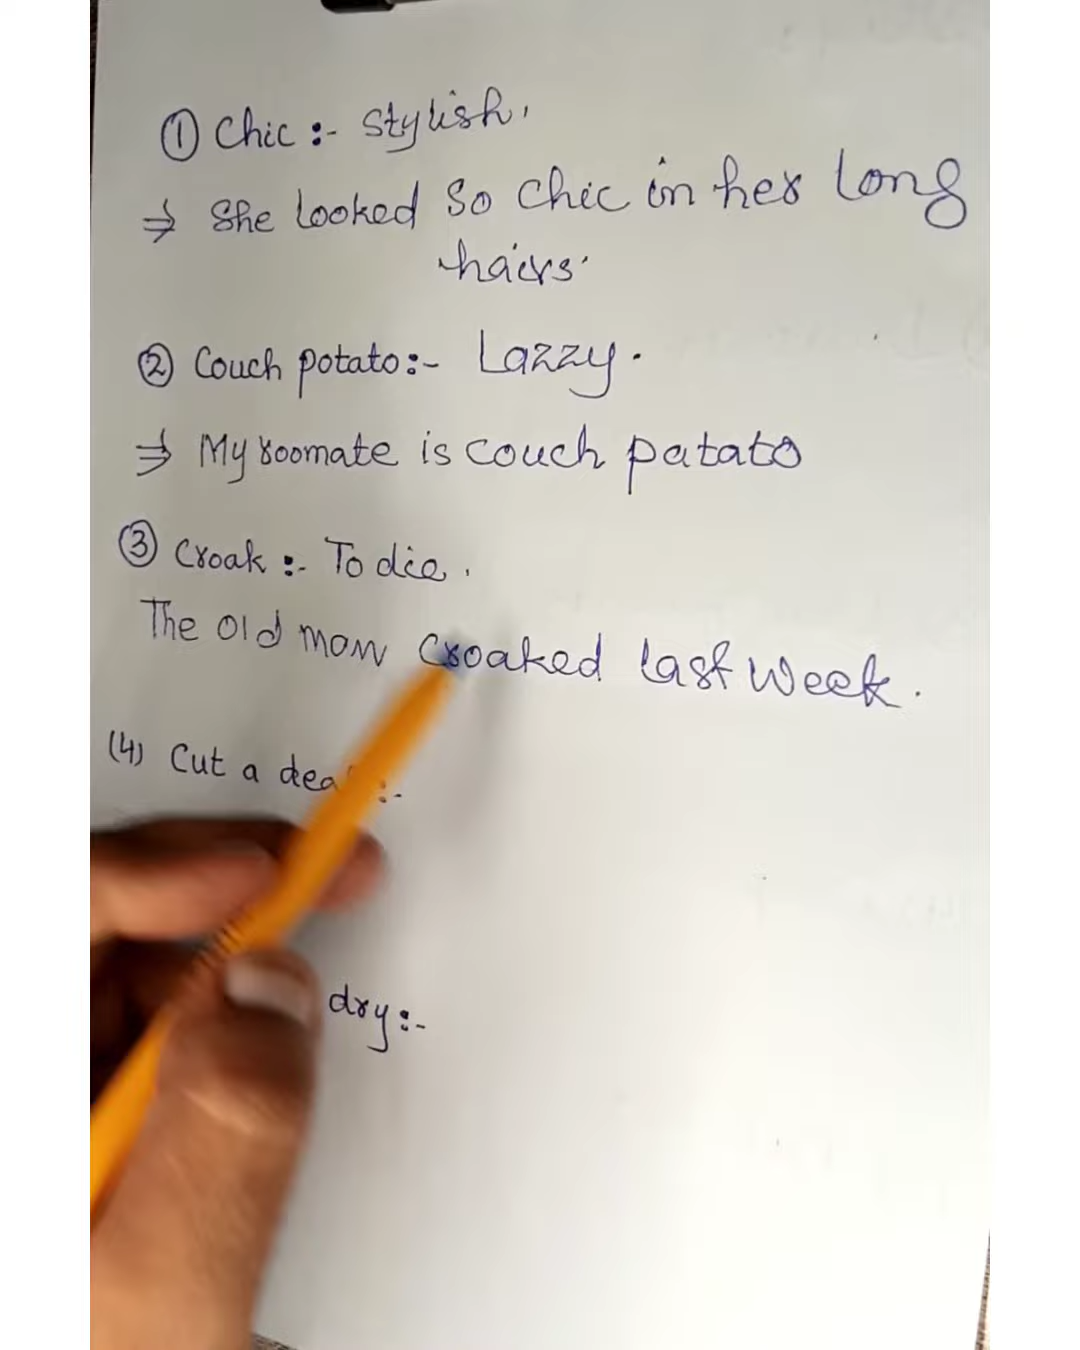 ① Chic :- Stylish.
⇒ She looked So Chic in her Long
hairs.
② Couch potato :- Lazzy.
⇒ My roomate is couch patato
③ Croak :- To die.
The old man Croaked last week.
(4) Cut a :-
dry :-